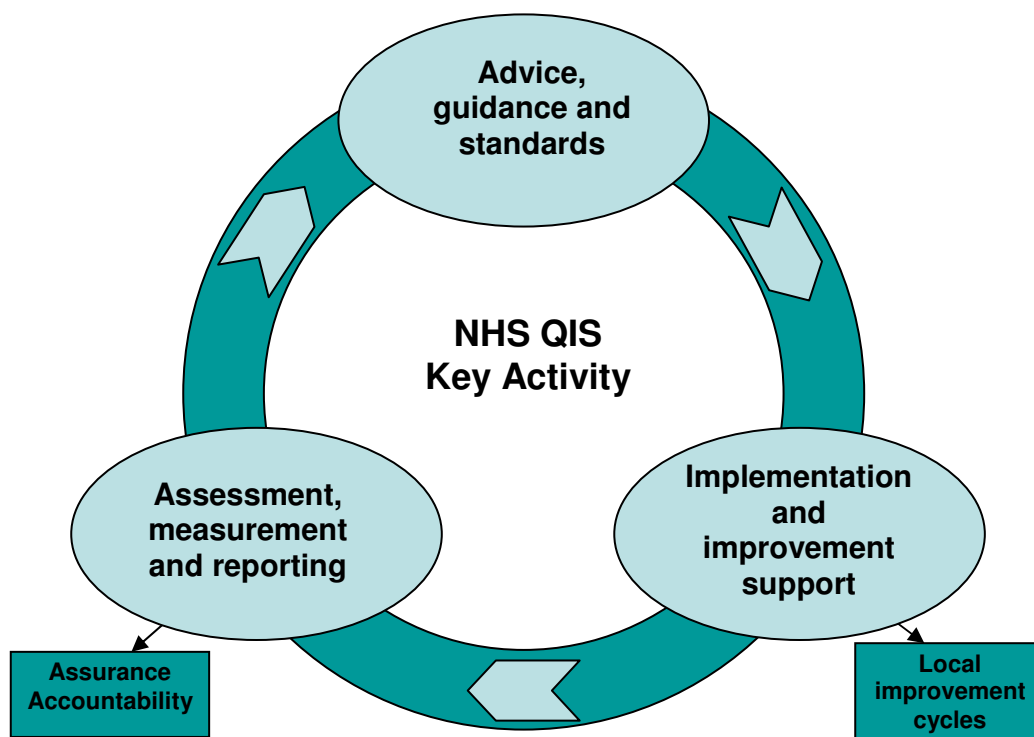 Advice,
guidance and
standards
NHS QIS
Key Activity
Assessment,
measurement
and reporting
Implementation
and
improvement
support
Assurance
Accountability
Local
improvement
cycles